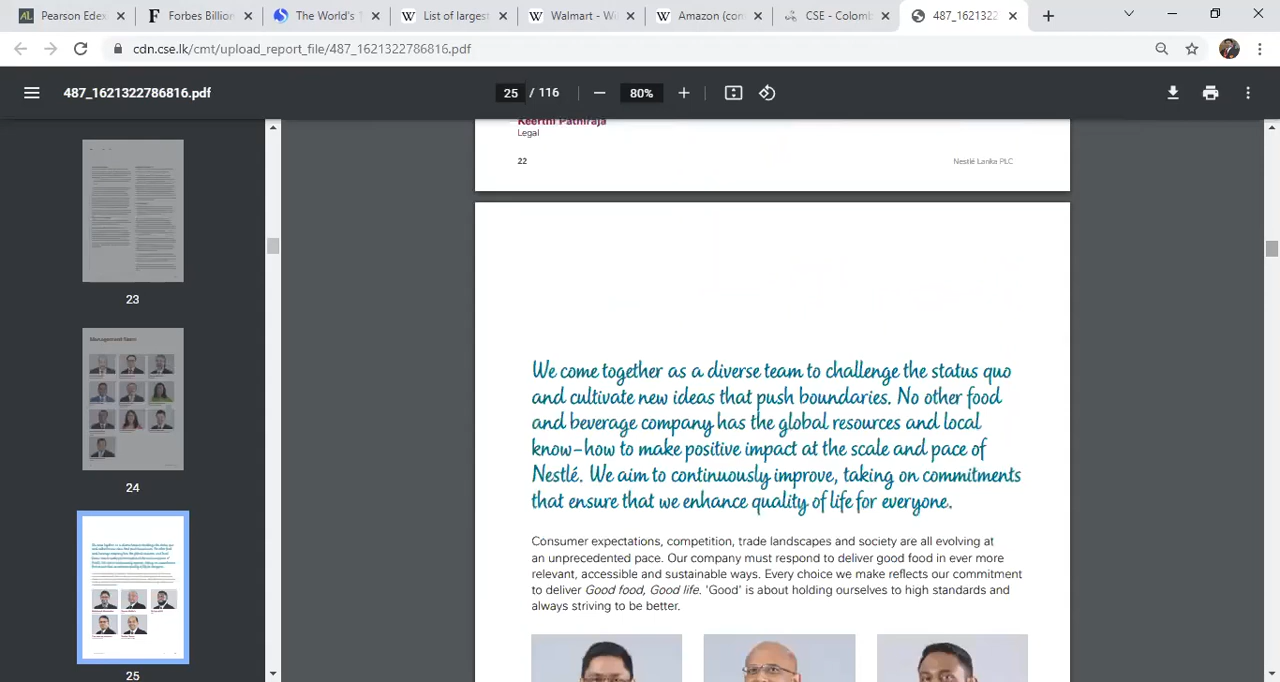 Pearson Edex
Forbes Billion
The World's
List of largest
Walmart - Wi
Amazon (com
CSE - Colomb
487_1621322
cdn.cse.lk/cmt/upload_report_file/487_1621322786816.pdf
487_1621322786816.pdf
25 / 116
80%
23
Management Team
24
25
Keerthi Pathiraja
Legal
22
Nestlé Lanka PLC
We come together as a diverse team to challenge the status quo
and cultivate new ideas that push boundaries. No other food
and beverage company has the global resources and local
know-how to make positive impact at the scale and pace of
Nestlé. We aim to continuously improve, taking on commitments
that ensure that we enhance quality of life for everyone.
Consumer expectations, competition, trade landscapes and society are all evolving at
an unprecedented pace. Our company must respond and deliver good food in ever more
relevant, accessible and sustainable ways. Every choice we make reflects our commitment
to deliver Good food, Good life. 'Good' is about holding ourselves to high standards and
always striving to be better.